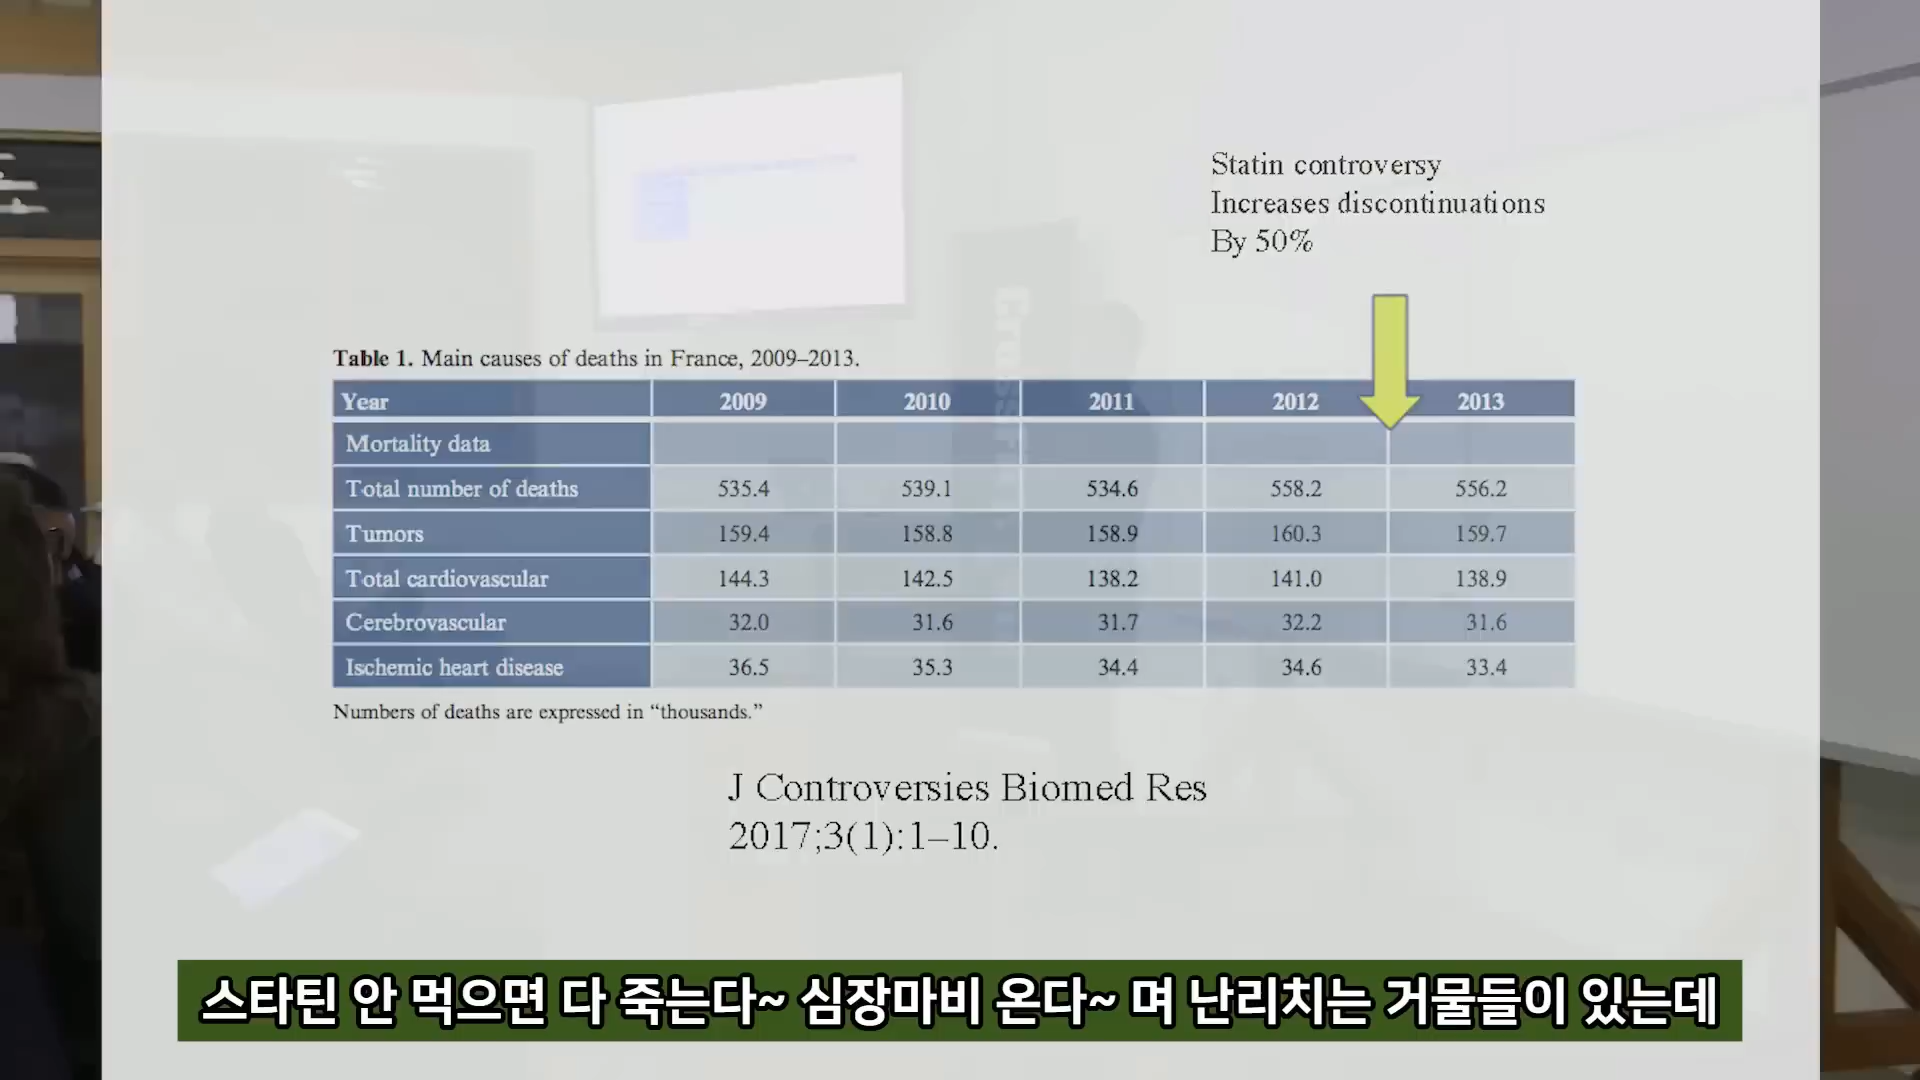 Statin controversy
Increases discontinuations
By 50%
Table 1. Main causes of deaths in France, 2009–2013.
Year 2009 2010 2011 2012 2013
Mortality data
Total number of deaths 535.4 539.1 534.6 558.2 556.2
Tumors 159.4 158.8 158.9 160.3 159.7
Total cardiovascular 144.3 142.5 138.2 141.0 138.9
Cerebrovascular 32.0 31.6 31.7 32.2 31.6
Ischemic heart disease 36.5 35.3 34.4 34.6 33.4
Numbers of deaths are expressed in “thousands.”
J Controversies Biomed Res
2017;3(1):1–10.
스타틴 안 먹으면 다 죽는다~ 심장마비 온다~ 며 난리치는 거물들이 있는데